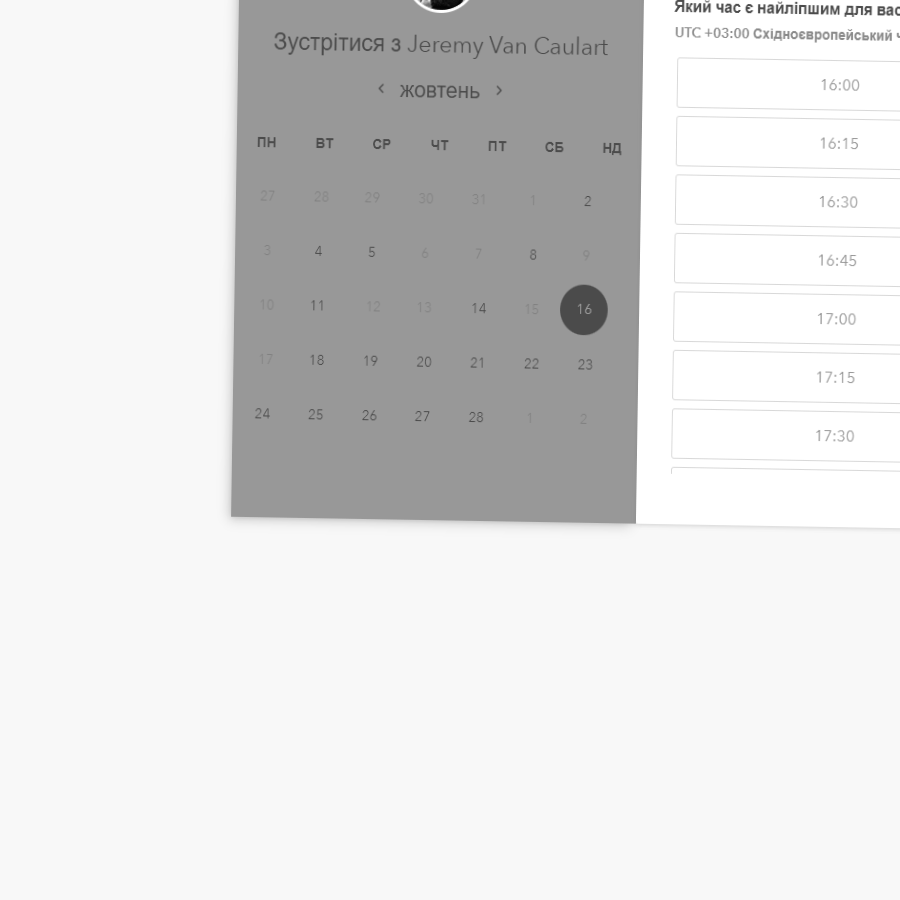 Зустрітися з Jeremy Van Caulart
‹ жовтень ›
ПН ВТ СР ЧТ ПТ СБ НД
27 28 29 30 31 1 2
3 4 5 6 7 8 9
10 11 12 13 14 15 16
17 18 19 20 21 22 23
24 25 26 27 28 1 2
Який час є найліпшим для вас
UTC +03:00 Східноєвропейський
16:00
16:15
16:30
16:45
17:00
17:15
17:30